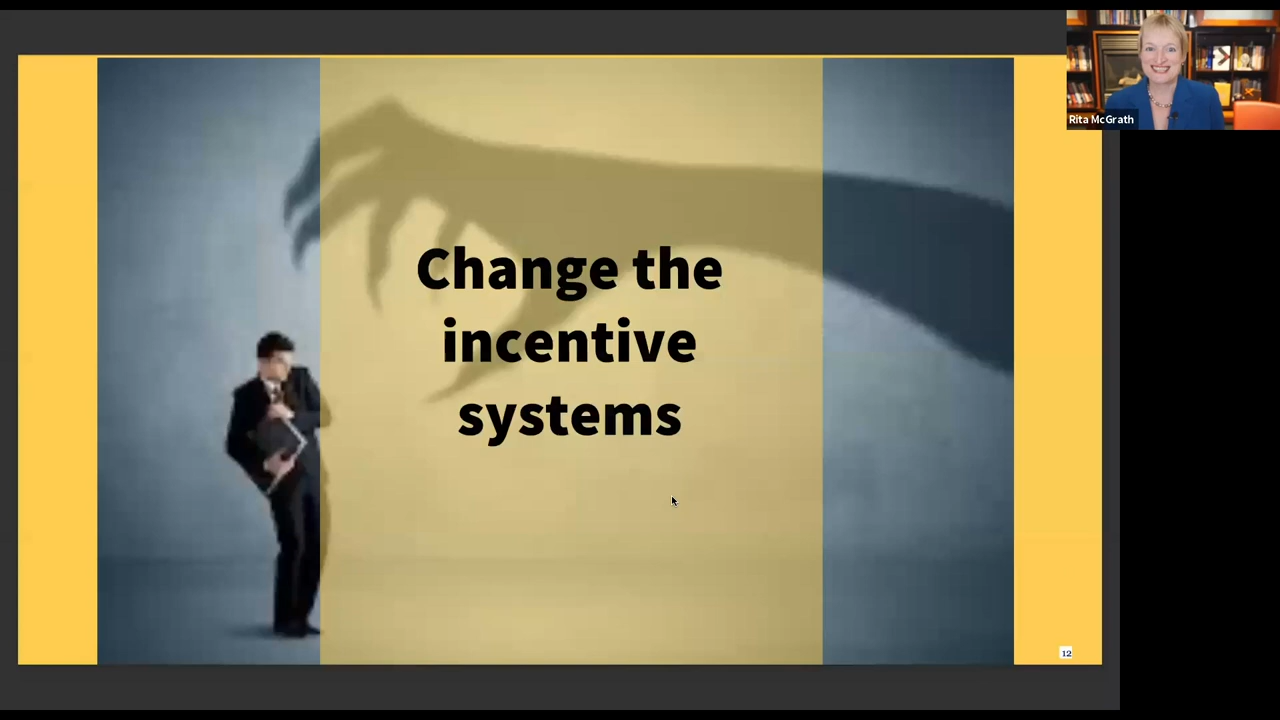 Rita McGrath
Change the
incentive
systems
12